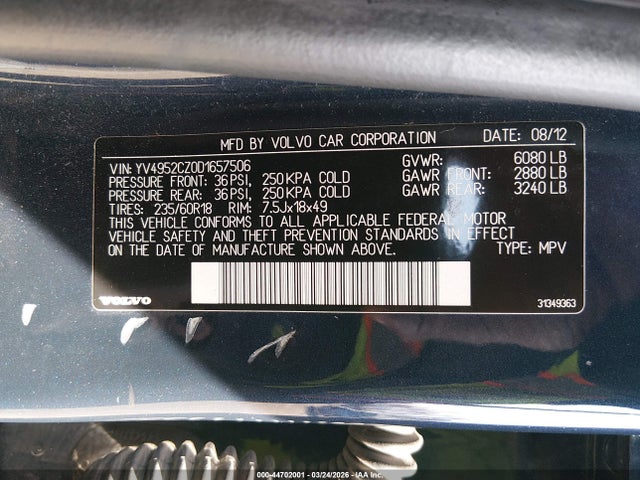 MFD BY VOLVO CAR CORPORATION DATE: 08/12
VIN: YV4952CZ0D1657506 GVWR: 6080 LB
PRESSURE FRONT: 36PSI, 250KPA COLD GAWR FRONT: 2880 LB
PRESSURE REAR: 36PSI, 250 KPA COLD GAWR REAR: 3240 LB
TIRES: 235/60R18 RIM: 7.5Jx18x49
THIS VEHICLE CONFORMS TO ALL APPLICABLE FEDERAL MOTOR
VEHICLE SAFETY AND THEFT PREVENTION STANDARDS IN EFFECT
ON THE DATE OF MANUFACTURE SHOWN ABOVE. TYPE: MPV
VOLVO 31349363
000-44702001 - 03/24/2026 - IAA Inc.